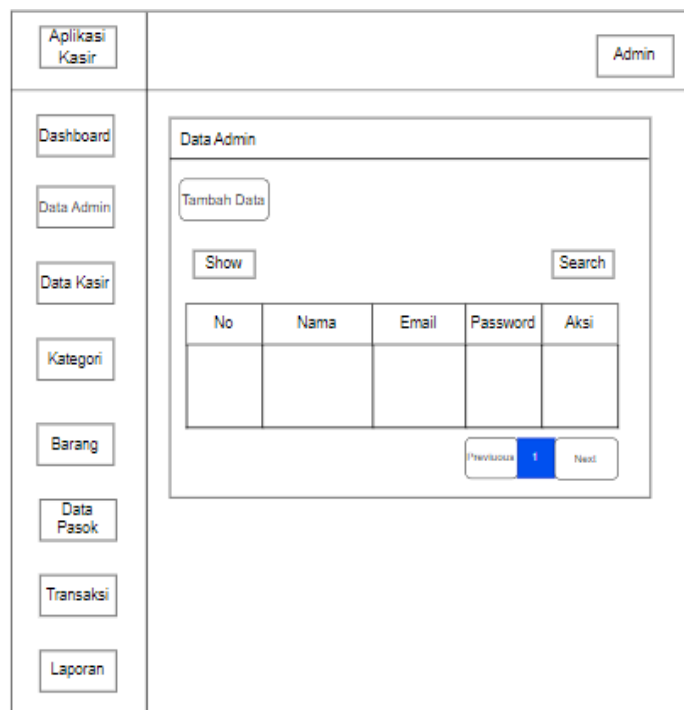 Aplikasi
Kasir
Admin
Dashboard
Data Admin
Data Kasir
Kategori
Barang
Data
Pasok
Transaksi
Laporan
Data Admin
Tambah Data
Show
Search
No
Nama
Email
Password
Aksi
Previuous
1
Next